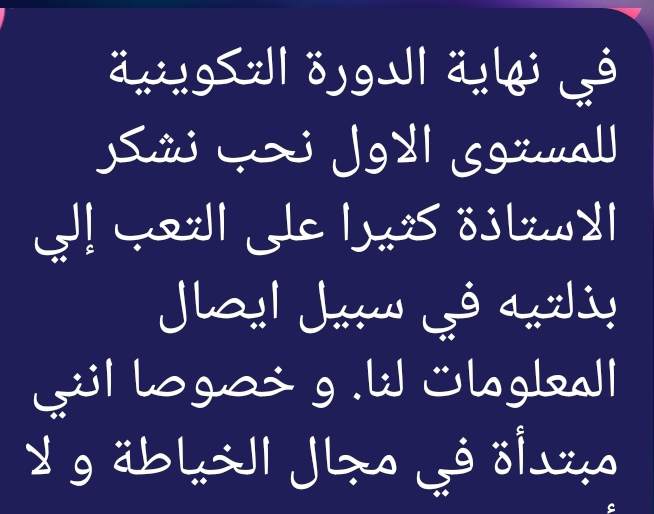 في نهاية الدورة التكوينية
للمستوى الاول نحب نشكر
الاستاذة كثيرا على التعب إلي
بذلتيه في سبيل ايصال
المعلومات لنا. و خصوصا انني
مبتدأة في مجال الخياطة و لا